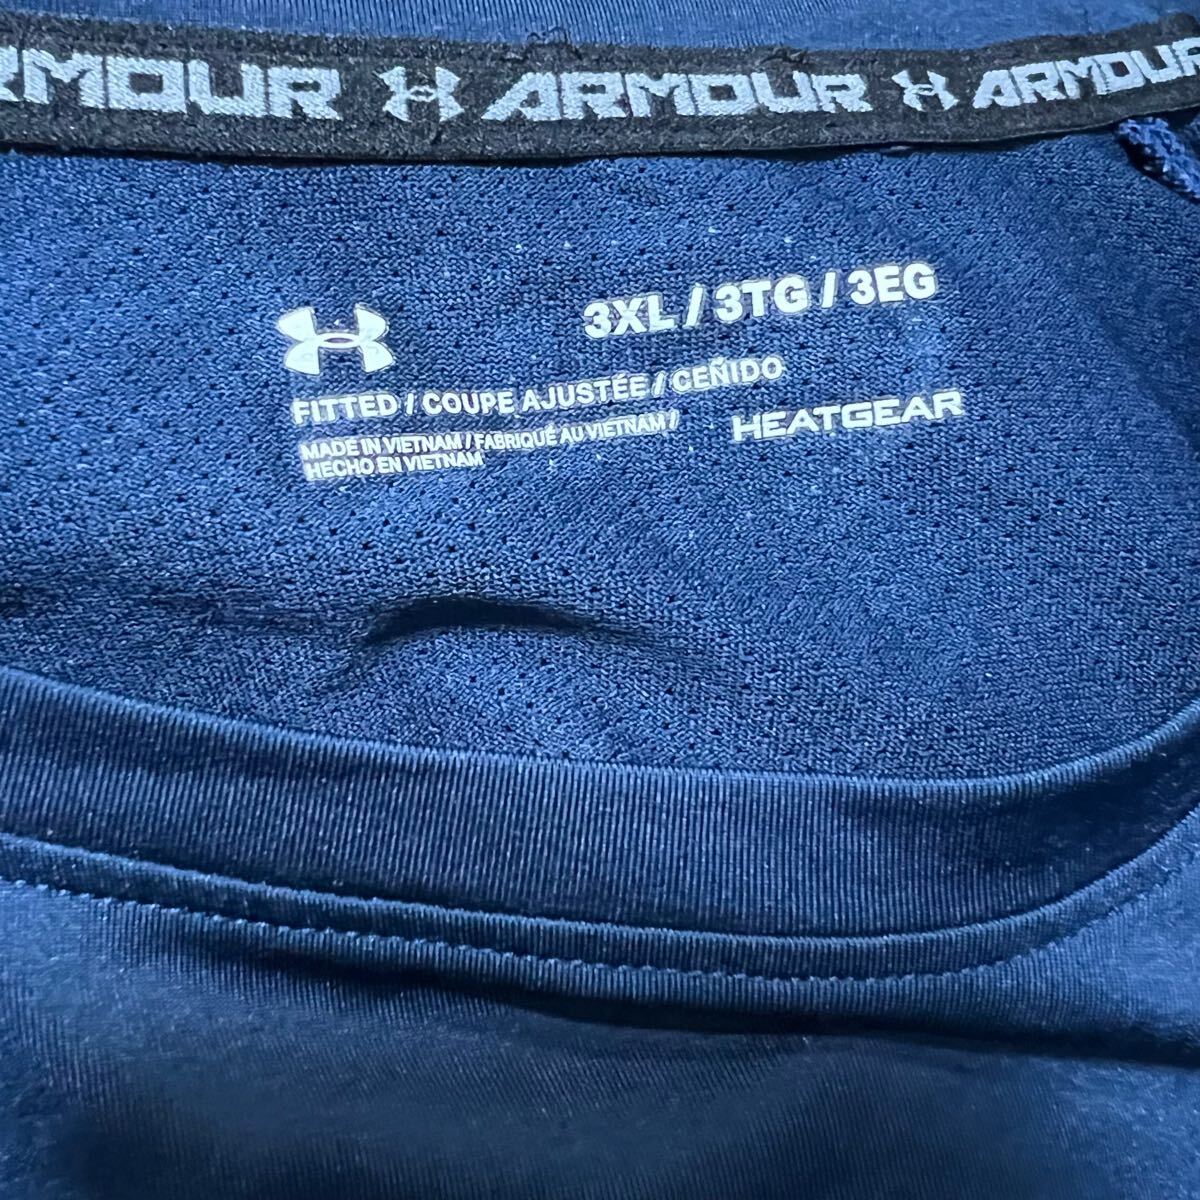 RMOUR ARMOUR ARMOUR
3XL / 3TG / 3EG
FITTED / COUPE AJUSTÉE / CEÑIDO
MADE IN VIETNAM / FABRIQUÉ AU VIETNAM /
HECHO EN VIETNAM
HEATGEAR